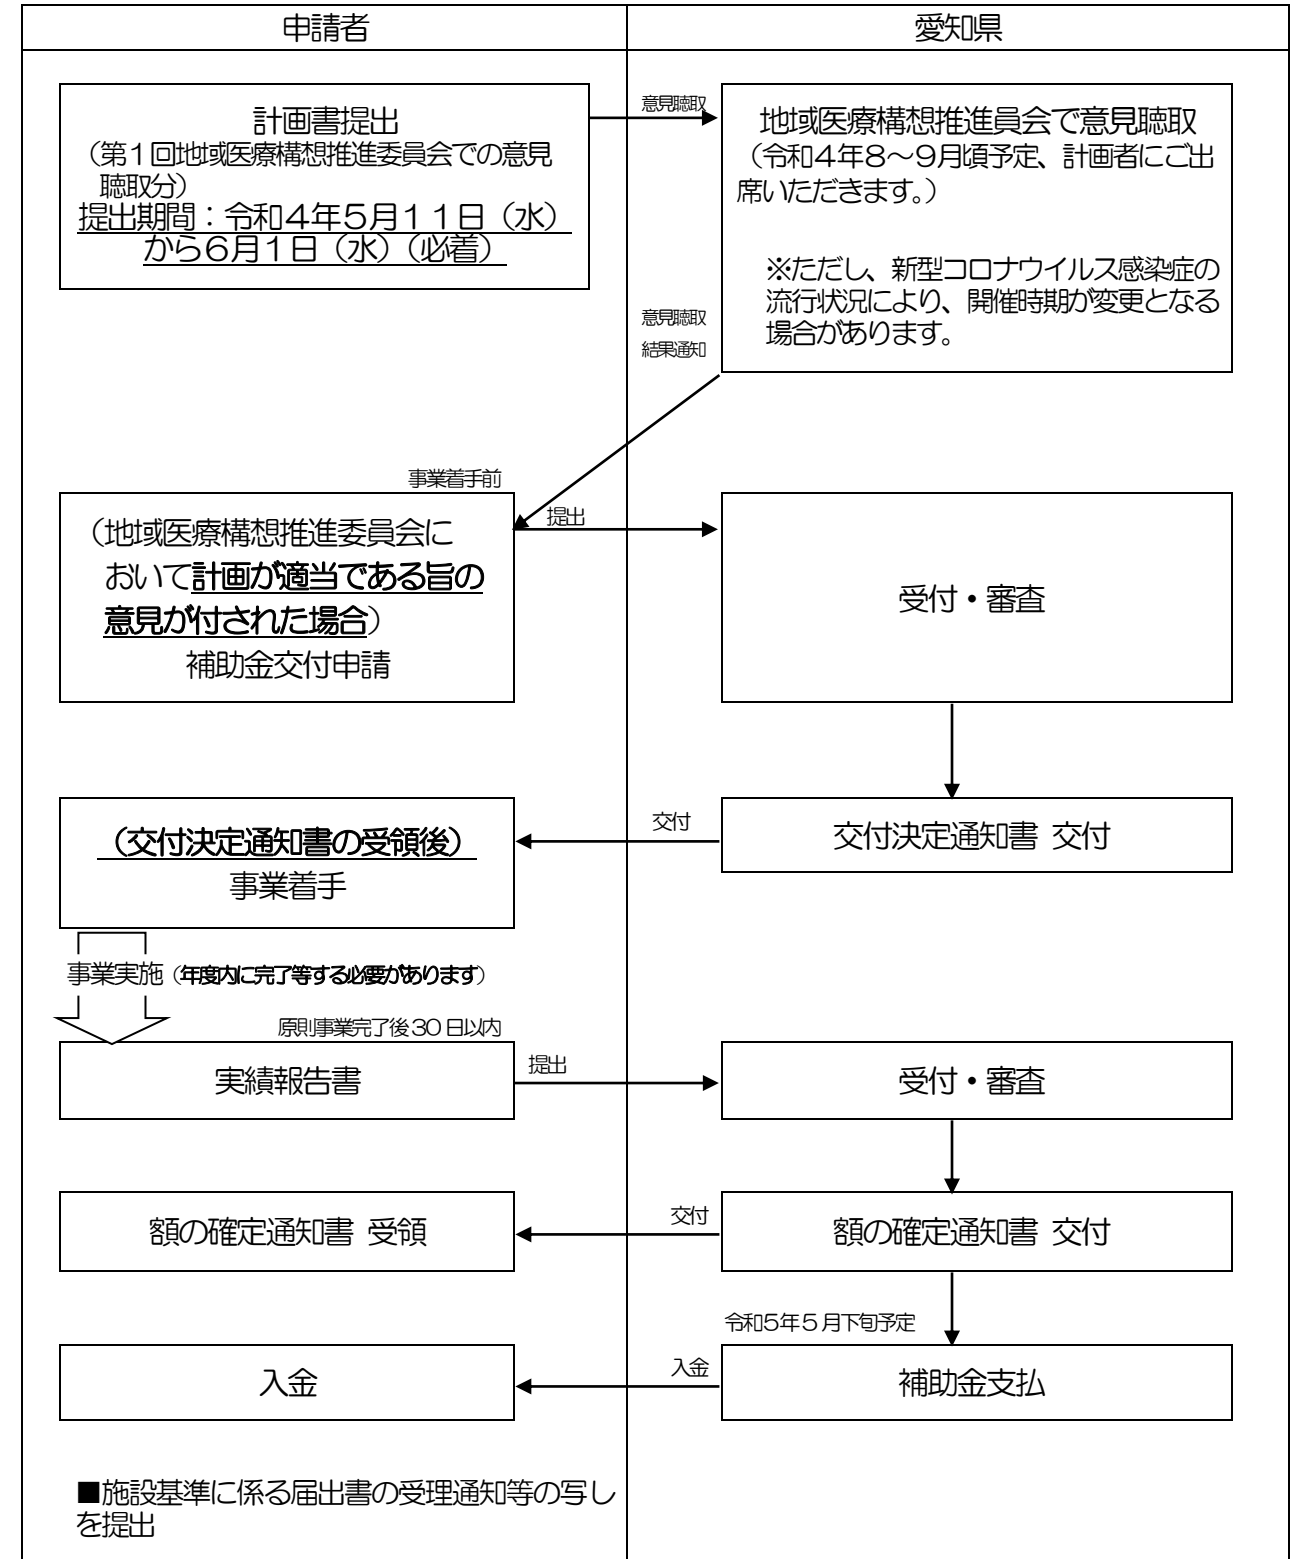 申請者
愛知県
計画書提出
（第１回地域医療構想推進委員会での意見
聴取分）
提出期間：令和４年５月１１日（水）
から６月１日（水）（必着）
意見聴取
地域医療構想推進員会で意見聴取
（令和４年８～９月頃予定、計画者にご出
席いただきます。）
※ただし、新型コロナウイルス感染症の
流行状況により、開催時期が変更となる
場合があります。
意見聴取
結果通知
事業着手前
（地域医療構想推進委員会に
おいて計画が適当である旨の
意見が付された場合）
補助金交付申請
提出
受付・審査
（交付決定通知書の受領後）
事業着手
交付
交付決定通知書 交付
事業実施（年度内に完了等する必要があります）
原則事業完了後 30 日以内
実績報告書
提出
受付・審査
額の確定通知書 受領
交付
額の確定通知書 交付
令和５年５月下旬予定
入金
入金
補助金支払
■施設基準に係る届出書の受理通知等の写し
を提出